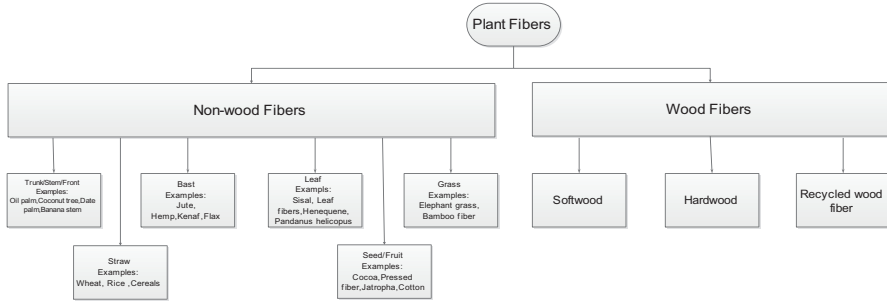 Plant Fibers
Non-wood Fibers
Wood Fibers
Trunk/Stem/Front
Examples:
Oil palm,Coconut tree,Date
palm,Banana stem
Bast
Examples:
Jute,
Hemp,Kenaf, Flax
Leaf
Exampls:
Sisal, Leaf
fibers,Henequene,
Pandanus helicopus
Grass
Examples:
Elephant grass,
Bamboo fiber
Softwood
Hardwood
Recycled wood
fiber
Straw
Examples:
Wheat, Rice ,Cereals
Seed/Fruit
Examples:
Cocoa,Pressed
fiber,Jatropha,Cotton